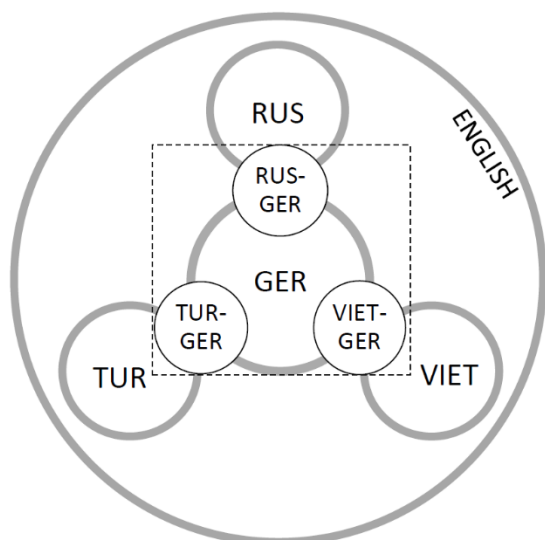 RUS
ENGLISH
RUS-
GER
GER
TUR-
GER
VIET-
GER
TUR
VIET